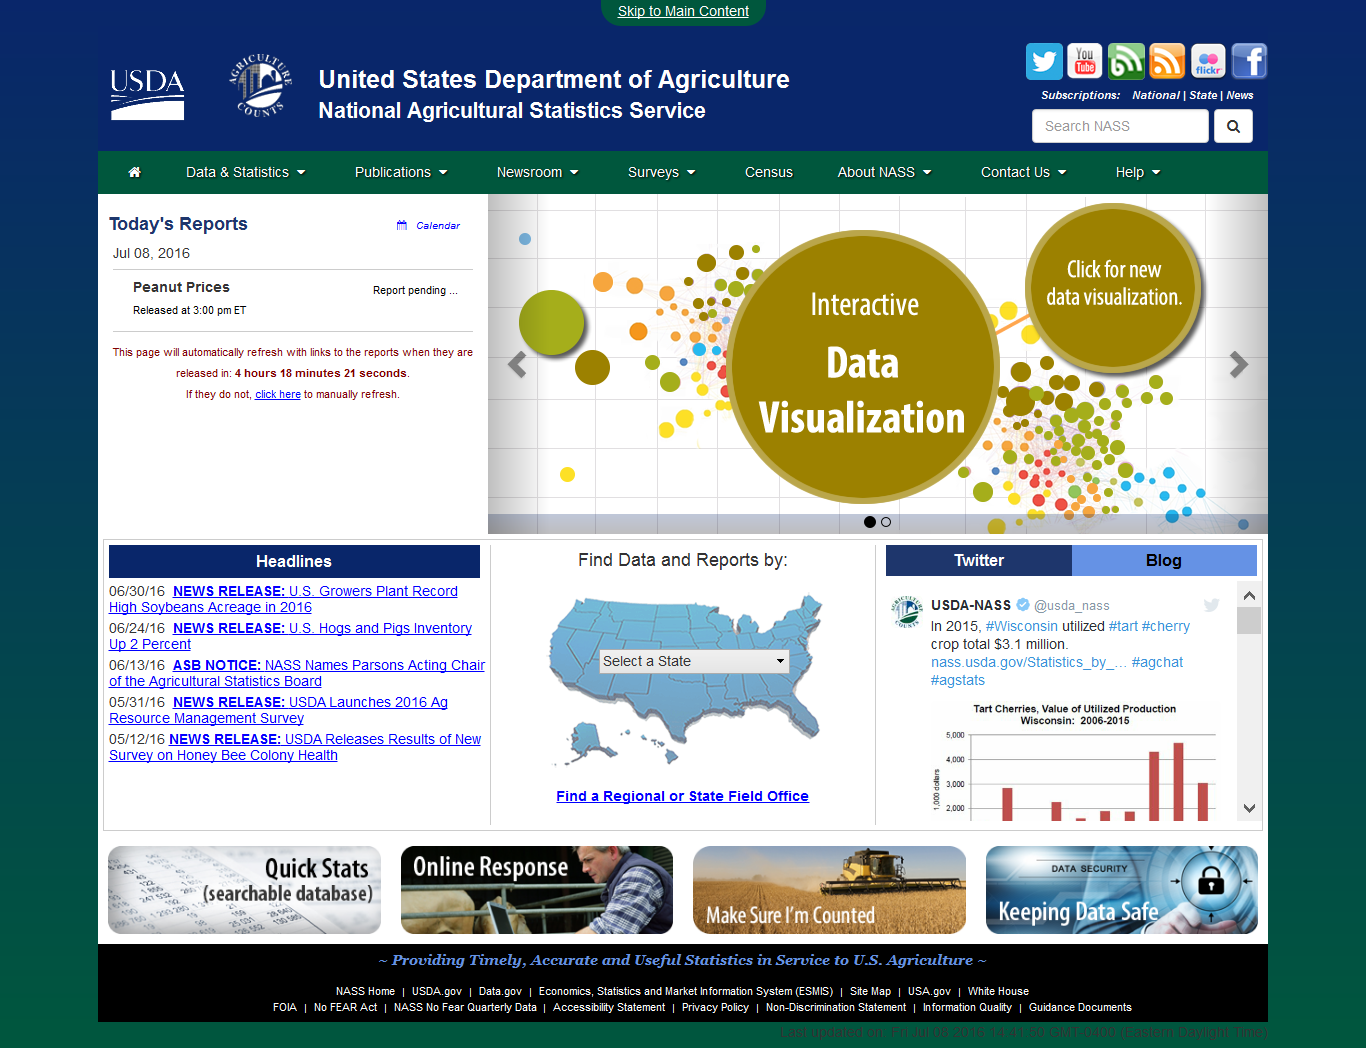 Skip to Main Content
USDA
AGRICULTURE COUNTS
United States Department of Agriculture
National Agricultural Statistics Service
You Tube
flickr
Subscriptions: National | State | News
Search NASS
Data & Statistics
Publications
Newsroom
Surveys
Census
About NASS
Contact Us
Help
Today's Reports
Calendar
Jul 08, 2016
Peanut Prices
Report pending ...
Released at 3:00 pm ET
This page will automatically refresh with links to the reports when they are
released in: 4 hours 18 minutes 21 seconds.
If they do not, click here to manually refresh.
Interactive
Data
Visualization
Click for new
data visualization.
Headlines
06/30/16 NEWS RELEASE: U.S. Growers Plant Record
High Soybeans Acreage in 2016
06/24/16 NEWS RELEASE: U.S. Hogs and Pigs Inventory
Up 2 Percent
06/13/16 ASB NOTICE: NASS Names Parsons Acting Chair
of the Agricultural Statistics Board
05/31/16 NEWS RELEASE: USDA Launches 2016 Ag
Resource Management Survey
05/12/16 NEWS RELEASE: USDA Releases Results of New
Survey on Honey Bee Colony Health
Find Data and Reports by:
Select a State
Find a Regional or State Field Office
Twitter
Blog
USDA-NASS @usda_nass
In 2015, #Wisconsin utilized #tart #cherry
crop total $3.1 million.
nass.usda.gov/Statistics_by_... #agchat
#agstats
Tart Cherries, Value of Utilized Production
Wisconsin: 2006-2015
1,000 dollars
5,000
4,000
3,000
2,000
Quick Stats
(searchable database)
Online Response
Make Sure I'm Counted
DATA SECURITY
Keeping Data Safe
~ Providing Timely, Accurate and Useful Statistics in Service to U.S. Agriculture ~
NASS Home | USDA.gov | Data.gov | Economics, Statistics and Market Information System (ESMIS) | Site Map | USA.gov | White House
FOIA | No FEAR Act | NASS No Fear Quarterly Data | Accessibility Statement | Privacy Policy | Non-Discrimination Statement | Information Quality | Guidance Documents
Last updated on: Fri Jul 08 2016 14:41:50 GMT-0400 (Eastern Daylight Time)